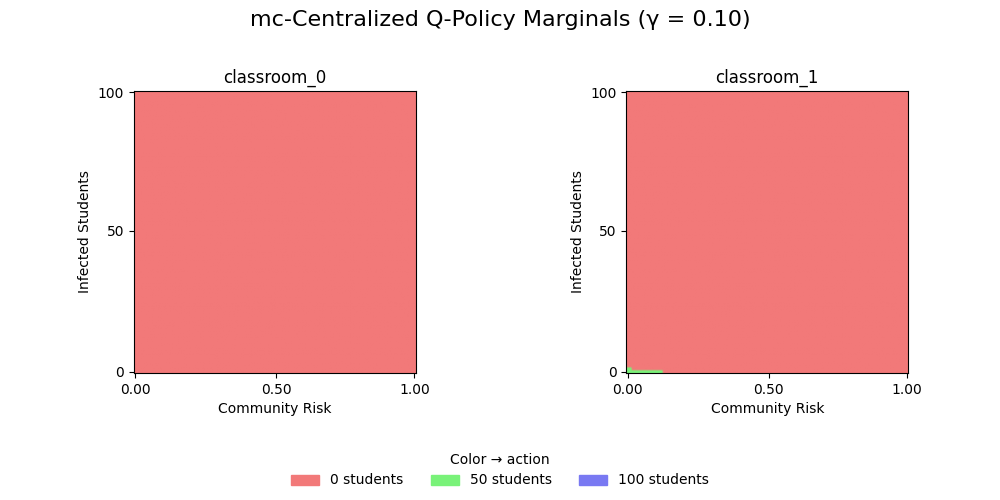 mc-Centralized Q-Policy Marginals (γ = 0.10)
classroom_0
classroom_1
100
50
0
Infected Students
0.00 0.50 1.00
Community Risk
100
50
0
Infected Students
0.00 0.50 1.00
Community Risk
Color → action
0 students 50 students 100 students